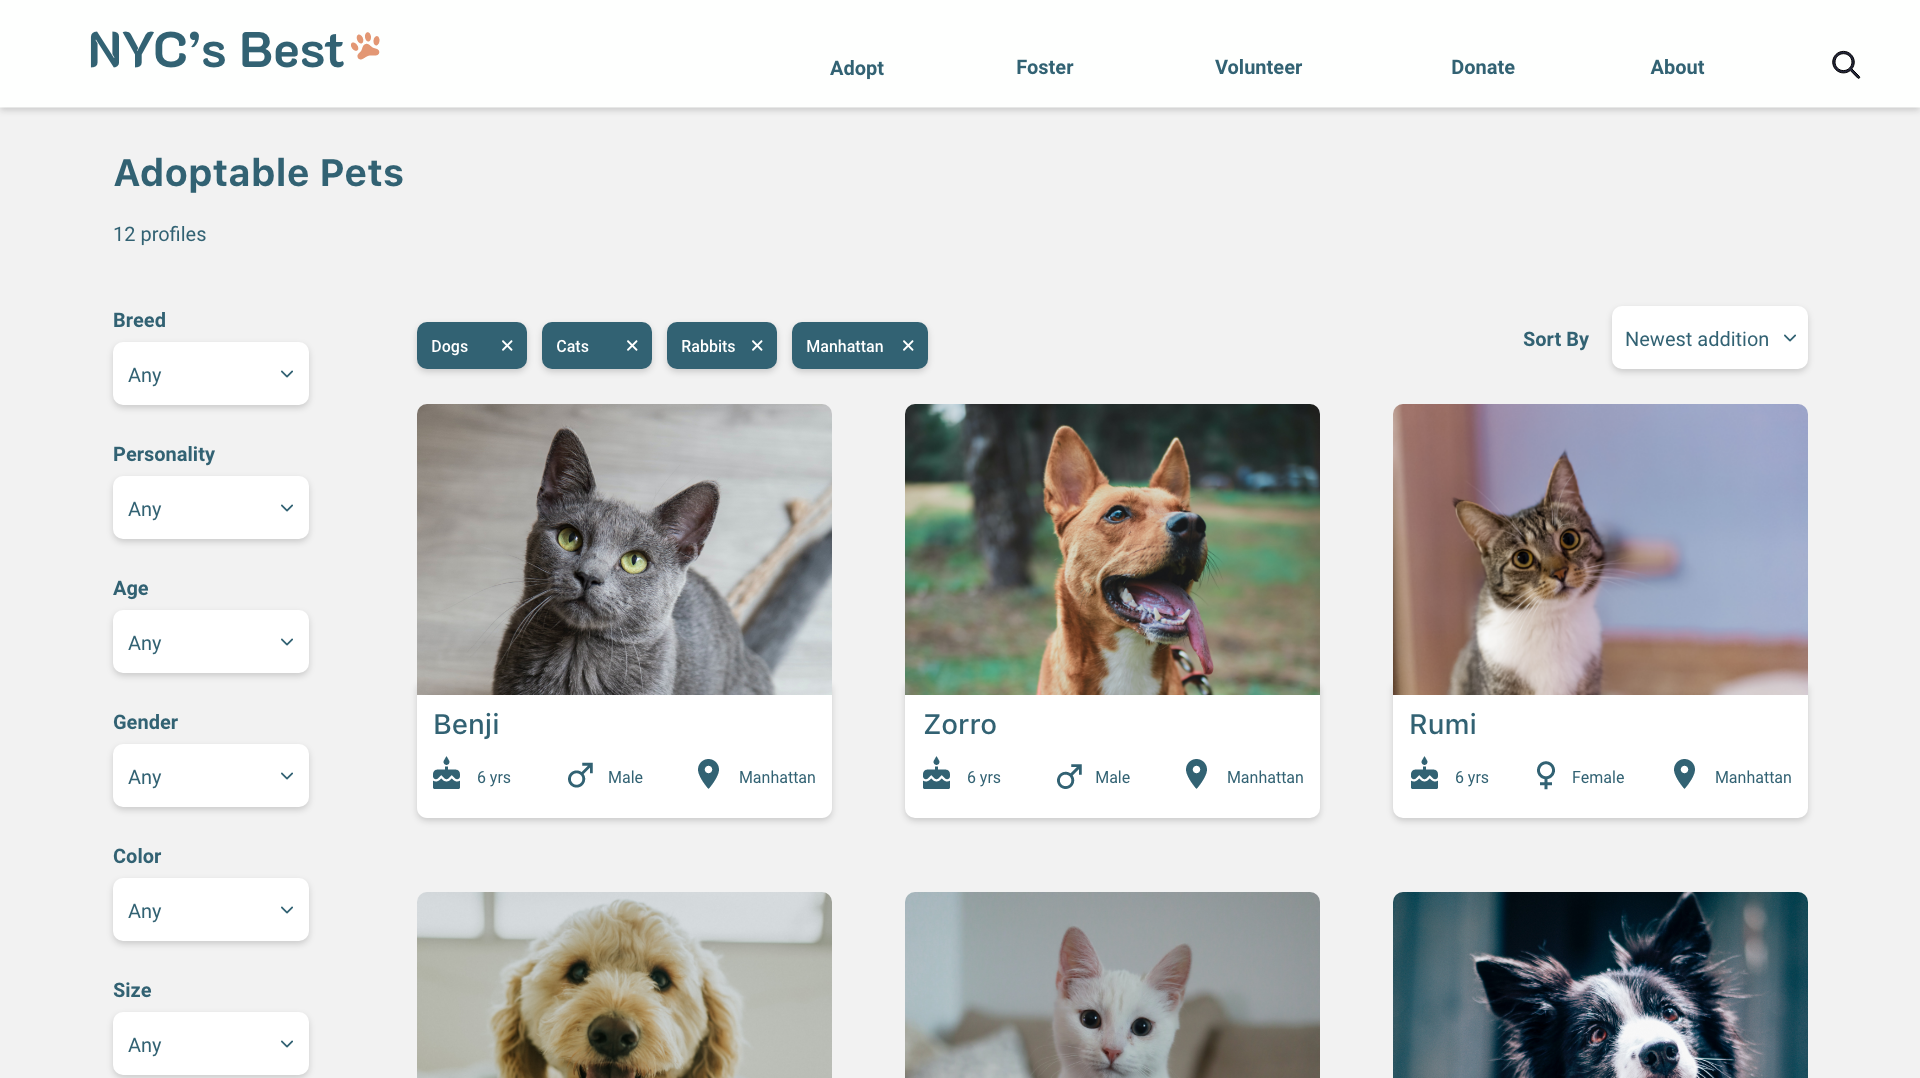 NYC's Best
Adopt
Foster
Volunteer
Donate
About
Adoptable Pets
12 profiles
Breed
Any
Personality
Any
Age
Any
Gender
Any
Color
Any
Size
Any
Dogs
Cats
Rabbits
Manhattan
Sort By
Newest addition
Benji
6 yrs
Male
Manhattan
Zorro
6 yrs
Male
Manhattan
Rumi
6 yrs
Female
Manhattan